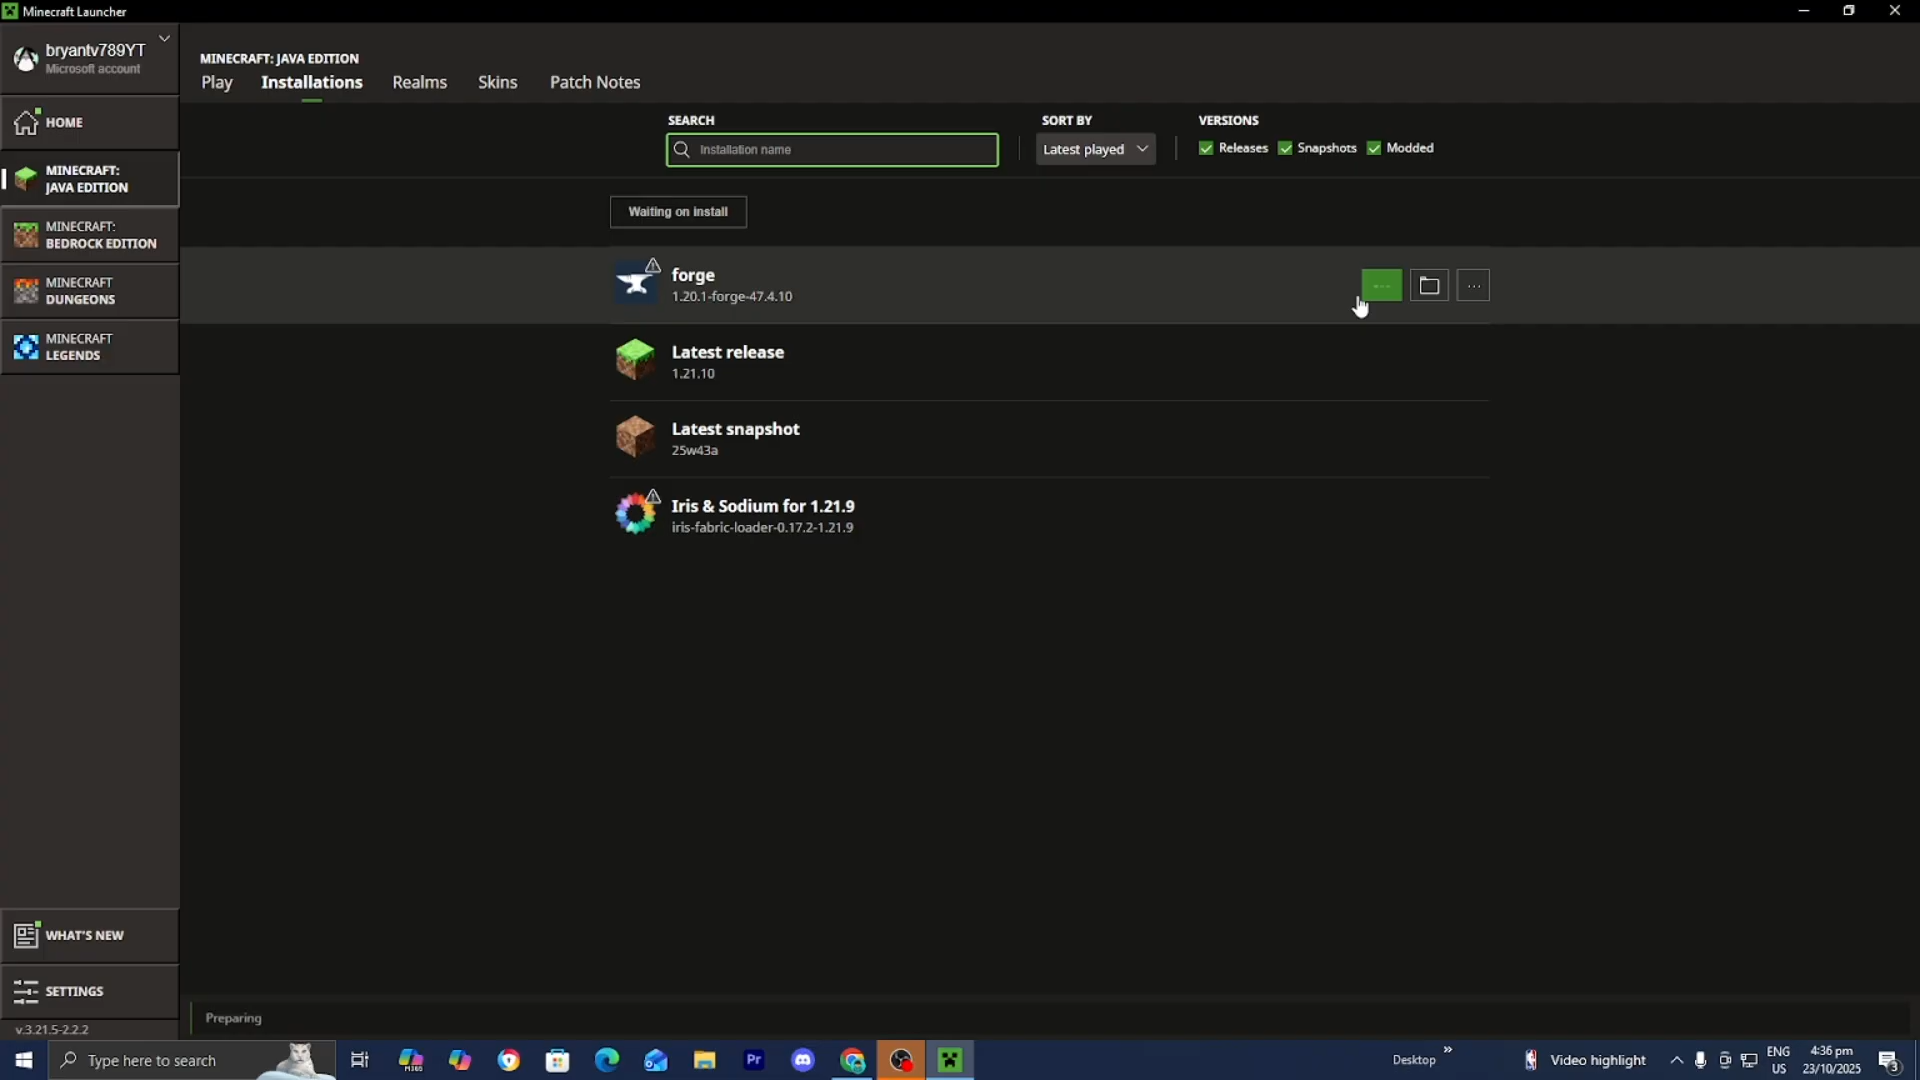 Minecraft Launcher
bryantv789YT
Microsoft account
HOME
MINECRAFT:
JAVA EDITION
MINECRAFT:
BEDROCK EDITION
MINECRAFT
DUNGEONS
MINECRAFT
LEGENDS
WHAT'S NEW
SETTINGS
v.3.21.5-2.2.2
MINECRAFT: JAVA EDITION
Play Installations Realms Skins Patch Notes
SEARCH
Installation name
SORT BY
Latest played
VERSIONS
Releases Snapshots Modded
Waiting on install
forge
1.20.1-forge-47.4.10
Latest release
1.21.10
Latest snapshot
25w43a
Iris & Sodium for 1.21.9
iris-fabric-loader-0.17.2-1.21.9
Preparing
Type here to search
M365
Pr
Desktop
Video highlight
ENG
US
4:36 pm
23/10/2025
3